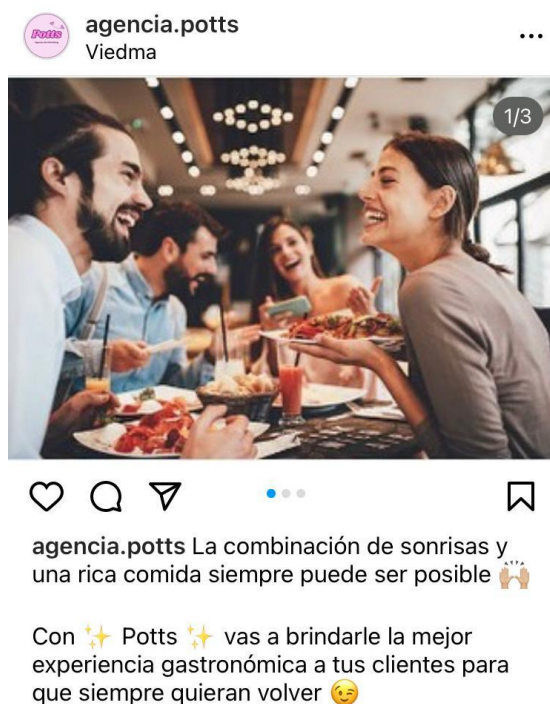 Potts
agencia.potts
Viedma
1/3
agencia.potts La combinación de sonrisas y
una rica comida siempre puede ser posible 🙌🏼
Con ✨ Potts ✨ vas a brindarle la mejor
experiencia gastronómica a tus clientes para
que siempre quieran volver 😉